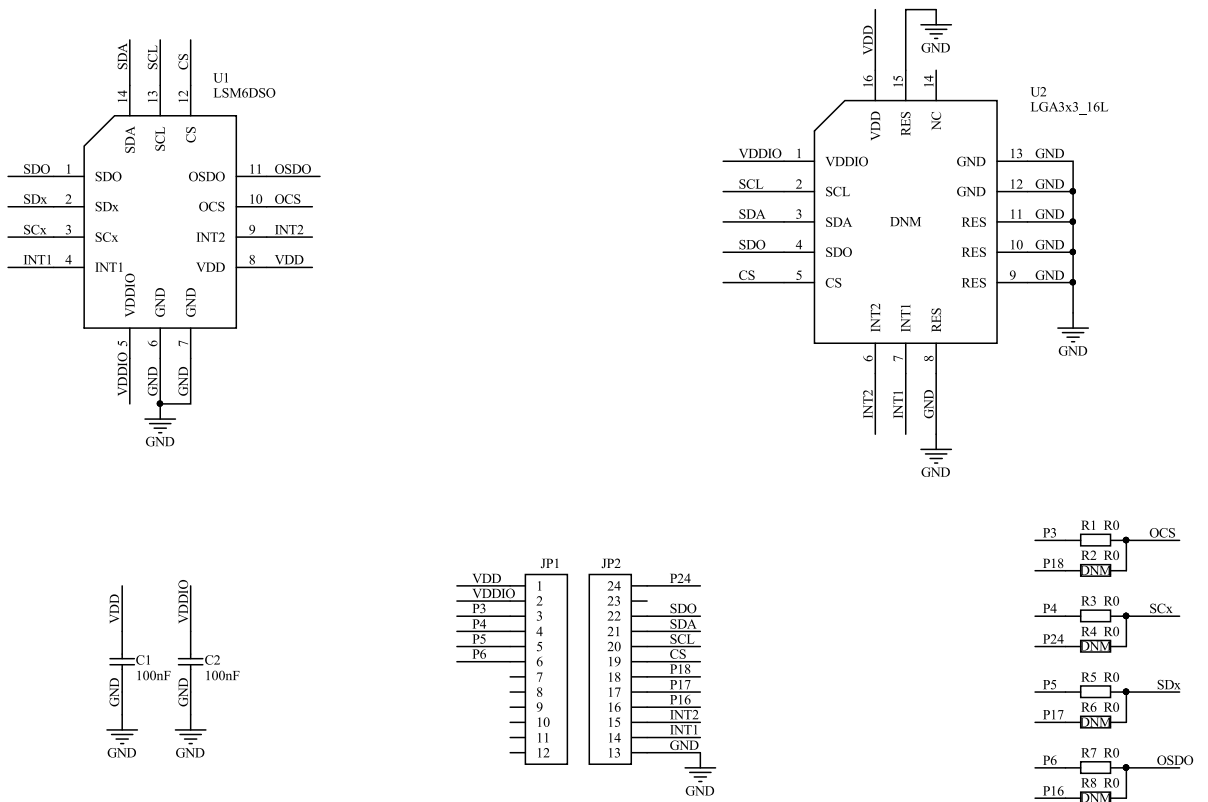 U1
LSM6DSO
SDA 14 SDA
SCL 13 SCL
CS 12 CS
SDO 1 SDO
SDx 2 SDx
SCx 3 SCx
INT1 4 INT1
OSDO 11 OSDO
OCS 10 OCS
INT2 9 INT2
VDD 8 VDD
VDDIO 5 VDDIO
GND 6 GND
GND 7 GND
GND
U2
LGA3x3_16L
VDD 16 VDD
15 RES
GND
14 NC
VDDIO 1 VDDIO
SCL 2 SCL
SDA 3 SDA
SDO 4 SDO
CS 5 CS
DNM
GND 13 GND
GND 12 GND
RES 11 GND
RES 10 GND
RES 9 GND
GND
INT2 6 INT2
INT1 7 INT1
RES 8 GND
GND
VDD
C1
100nF
GND
GND
VDDIO
C2
100nF
GND
GND
JP1
VDD 1
VDDIO 2
P3 3
P4 4
P5 5
P6 6
7
8
9
10
11
12
JP2
24 P24
23
22 SDO
21 SDA
20 SCL
19 CS
18 P18
17 P17
16 P16
15 INT2
14 INT1
13 GND
GND
P3 R1 R0 OCS
P18 R2 R0 DNM
P4 R3 R0 SCx
P24 R4 R0 DNM
P5 R5 R0 SDx
P17 R6 R0 DNM
P6 R7 R0 OSDO
P16 R8 R0 DNM